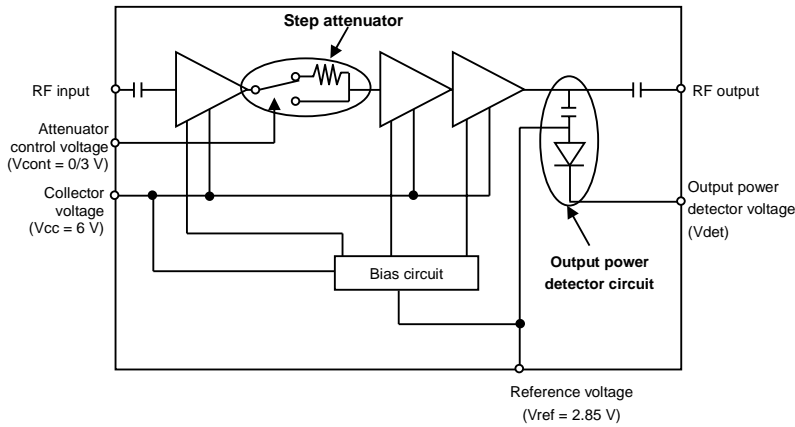 Step attenuator
RF input
RF output
Attenuator
control voltage
(Vcont = 0/3 V)
Collector
voltage
(Vcc = 6 V)
Output power
detector voltage
(Vdet)
Bias circuit
Output power
detector circuit
Reference voltage
(Vref = 2.85 V)